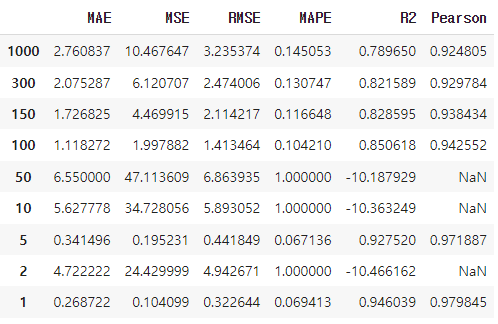 MAE MSE RMSE MAPE R2 Pearson
1000 2.760837 10.467647 3.235374 0.145053 0.789650 0.924805
300 2.075287 6.120707 2.474006 0.130747 0.821589 0.929784
150 1.726825 4.469915 2.114217 0.116648 0.828595 0.938434
100 1.118272 1.997882 1.413464 0.104210 0.850618 0.942552
50 6.550000 47.113609 6.863935 1.000000 -10.187929 NaN
10 5.627778 34.728056 5.893052 1.000000 -10.363249 NaN
5 0.341496 0.195231 0.441849 0.067136 0.927520 0.971887
2 4.722222 24.429999 4.942671 1.000000 -10.466162 NaN
1 0.268722 0.104099 0.322644 0.069413 0.946039 0.979845